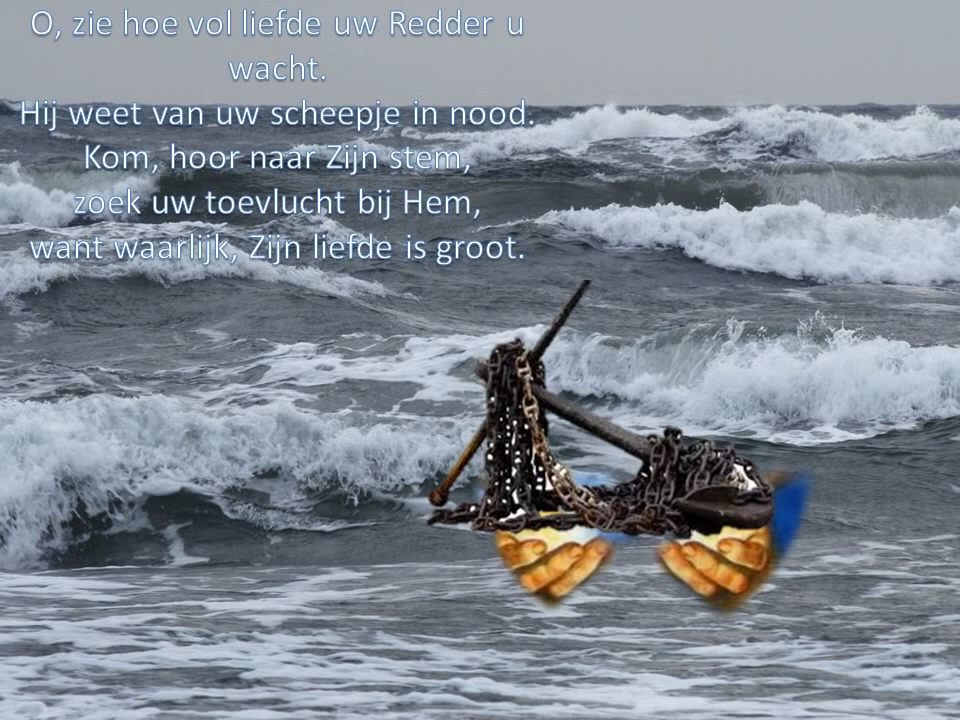 O, zie hoe vol liefde uw Redder u
wacht.
Hij weet van uw scheepje in nood.
Kom, hoor naar Zijn stem,
zoek uw toevlucht bij Hem,
want waarlijk, Zijn liefde is groot.